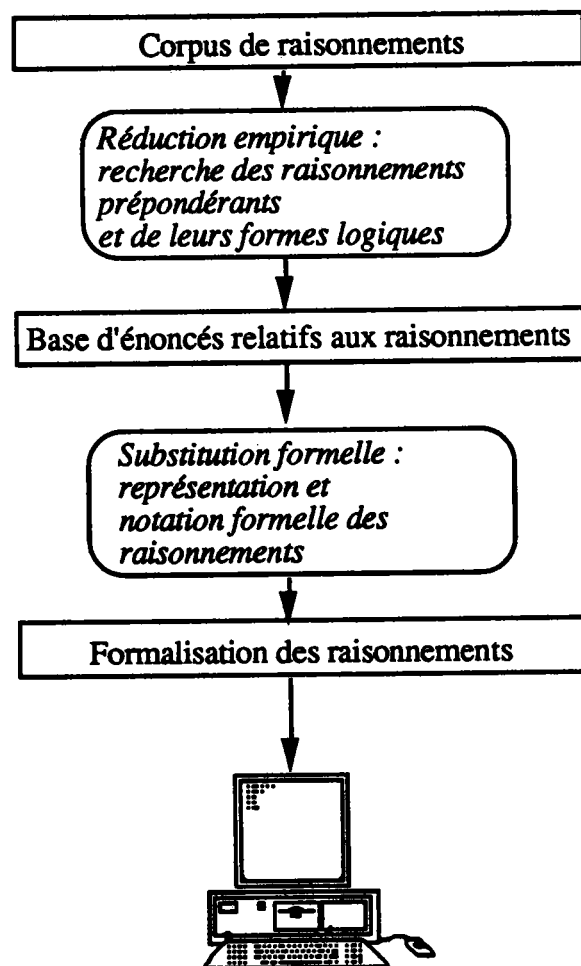 Corpus de raisonnements
Réduction empirique :
recherche des raisonnements
prépondérants
et de leurs formes logiques
Base d'énoncés relatifs aux raisonnements
Substitution formelle :
représentation et
notation formelle des
raisonnements
Formalisation des raisonnements